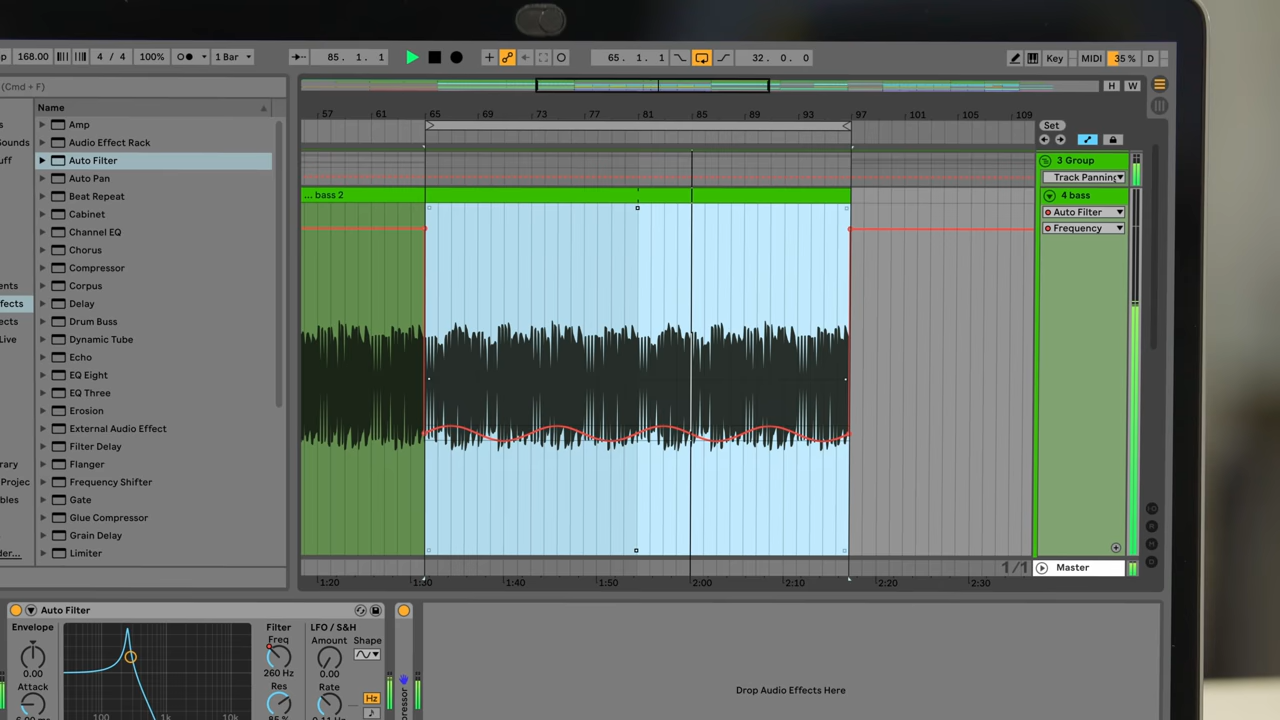 168.00 4 / 4 100% 1 Bar 85. 1. 1 65. 1. 1 32. 0. 0 Key MIDI 35 % D
(Cmd + F)
H W
Name
Amp
Audio Effect Rack
Auto Filter
Auto Pan
Beat Repeat
Cabinet
Channel EQ
Chorus
Compressor
Corpus
Delay
Drum Buss
Dynamic Tube
Echo
EQ Eight
EQ Three
Erosion
External Audio Effect
Filter Delay
Flanger
Frequency Shifter
Gate
Glue Compressor
Grain Delay
Limiter
57 61 65 69 73 77 81 85 89 93 97 101 105 109
Set
3 Group
Track Panning
... bass 2
4 bass
Auto Filter
Frequency
1/1
Master
1:20 1:30 1:40 1:50 2:00 2:10 2:20 2:30
Auto Filter
Envelope
0.00
Attack
100 1k 10k
Filter
Freq
260 Hz
Res
85 %
LFO / S&H
Amount Shape
0.00
Rate
Hz
Drop Audio Effects Here